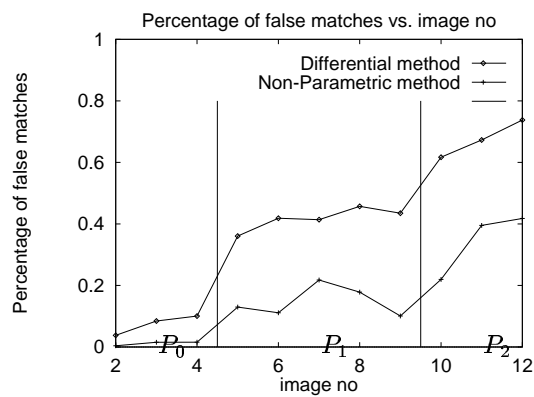 Percentage of false matches vs. image no
1
Differential method
Non-Parametric method
0.8
0.6
0.4
0.2
0
Percentage of false matches
P0 P1 P2
2 4 6 8 10 12
image no